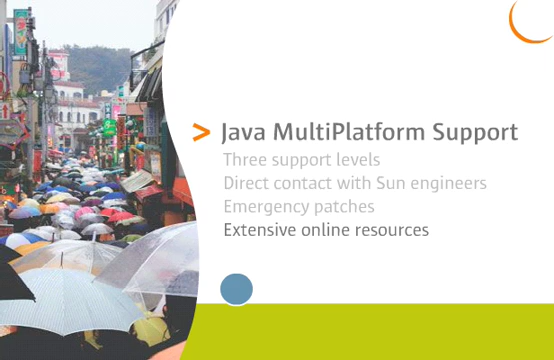 > Java MultiPlatform Support
Three support levels
Direct contact with Sun engineers
Emergency patches
Extensive online resources